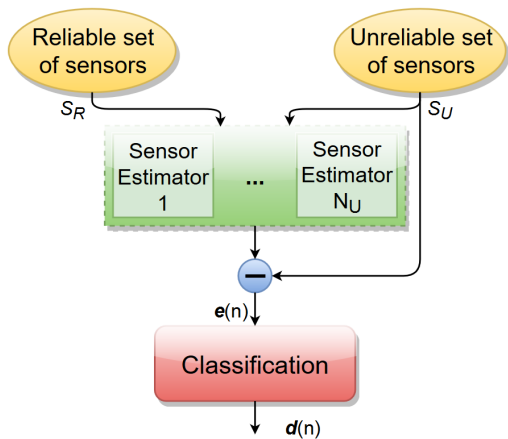 Reliable set
of sensors
Unreliable set
of sensors
S_R
S_U
Sensor
Estimator
1
...
Sensor
Estimator
N_U
e(n)
Classification
d(n)